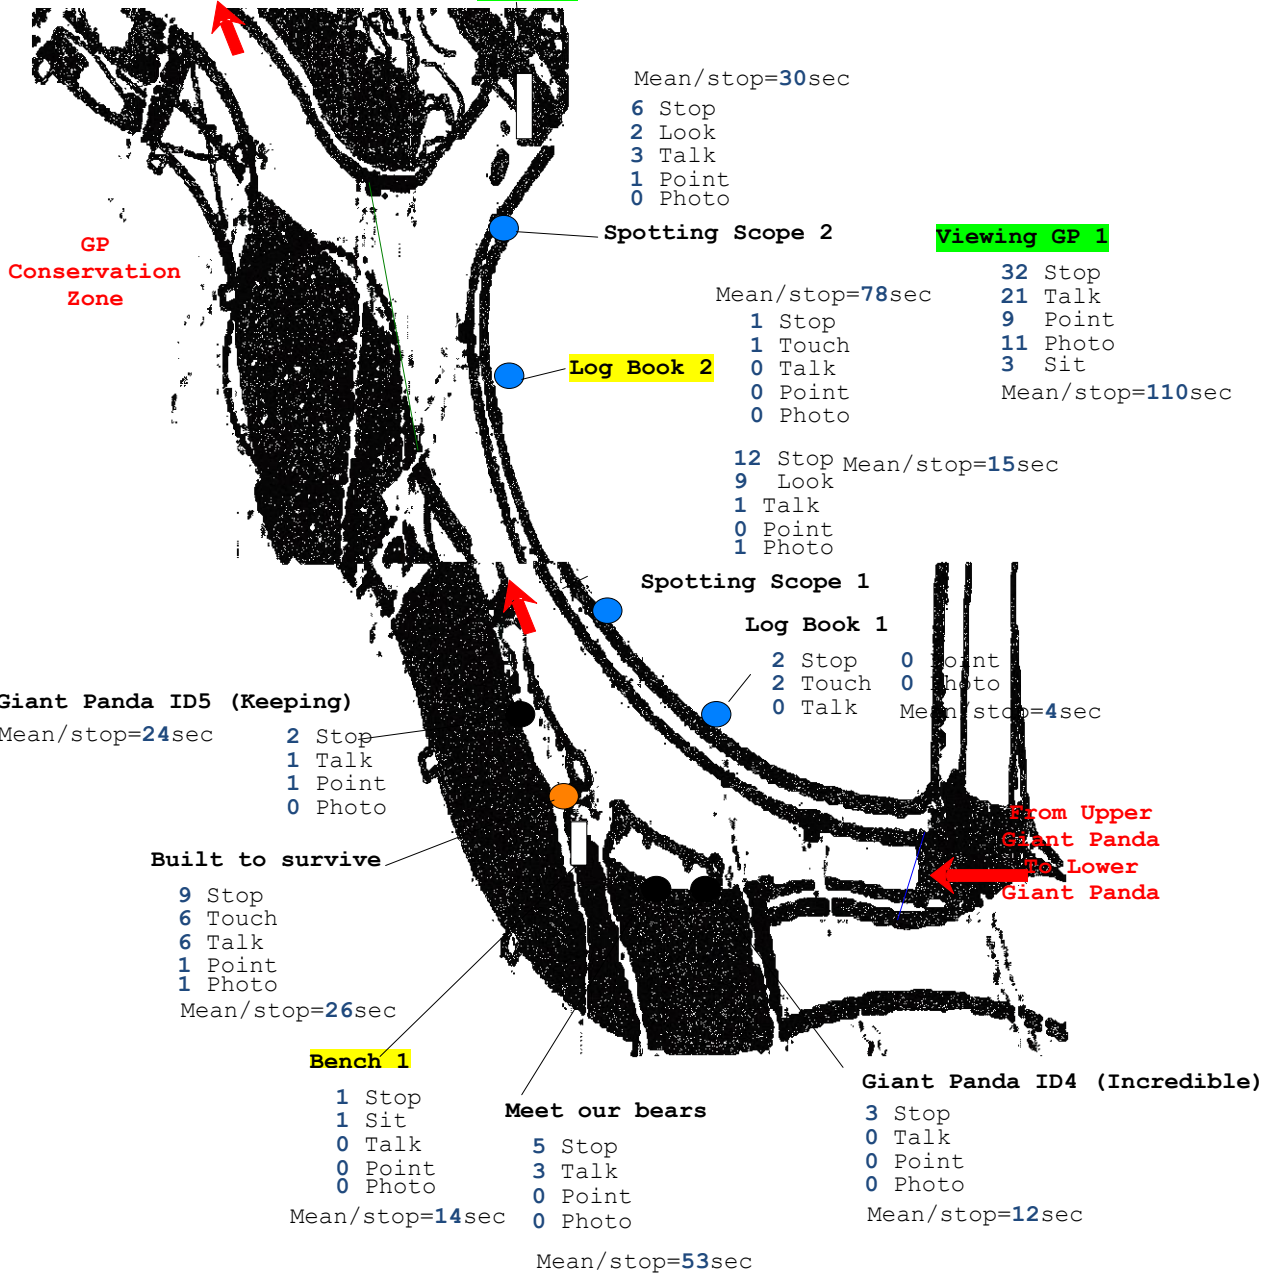 Mean/stop=30sec
6 Stop
2 Look
3 Talk
1 Point
0 Photo
Spotting Scope 2
Viewing GP 1
32 Stop
21 Talk
9 Point
11 Photo
3 Sit
Mean/stop=110sec
GP
Conservation
Zone
Mean/stop=78sec
1 Stop
1 Touch
0 Talk
0 Point
0 Photo
Log Book 2
12 Stop
9 Look
1 Talk
0 Point
1 Photo
Mean/stop=15sec
Spotting Scope 1
Log Book 1
2 Stop 0 Point
2 Touch 0 Photo
0 Talk Mean/stop=4sec
Giant Panda ID5 (Keeping)
Mean/stop=24sec
2 Stop
1 Talk
1 Point
0 Photo
From Upper
Giant Panda
To Lower
Giant Panda
Built to survive
9 Stop
6 Touch
6 Talk
1 Point
1 Photo
Mean/stop=26sec
Bench 1
1 Stop
1 Sit
0 Talk
0 Point
0 Photo
Mean/stop=14sec
Meet our bears
5 Stop
3 Talk
0 Point
0 Photo
Mean/stop=53sec
Giant Panda ID4 (Incredible)
3 Stop
0 Talk
0 Point
0 Photo
Mean/stop=12sec